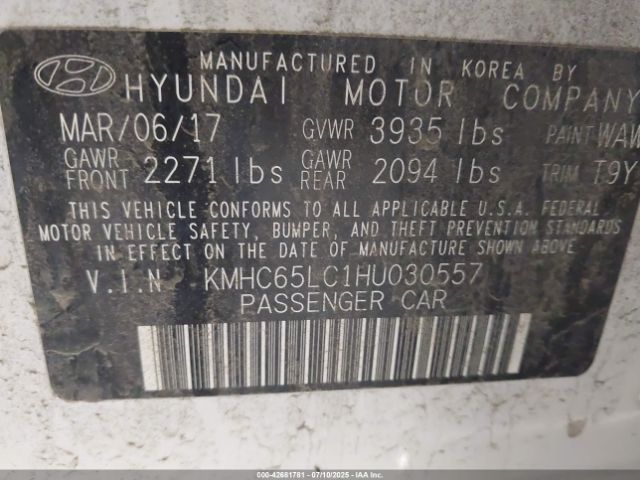 MANUFACTURED IN KOREA BY
HYUNDAI MOTOR COMPANY
MAR/06/17 GVWR 3935 lbs PAINT WAW
GAWR FRONT 2271 lbs GAWR REAR 2094 lbs TRIM T9Y
THIS VEHICLE CONFORMS TO ALL APPLICABLE U.S.A. FEDERAL
MOTOR VEHICLE SAFETY, BUMPER, AND THEFT PREVENTION STANDARDS
IN EFFECT ON THE DATE OF MANUFACTURE SHOWN ABOVE.
V.I.N. KMHC65LC1HU030557
PASSENGER CAR
000-42681781 - 07/10/2025 - IAAI.COM